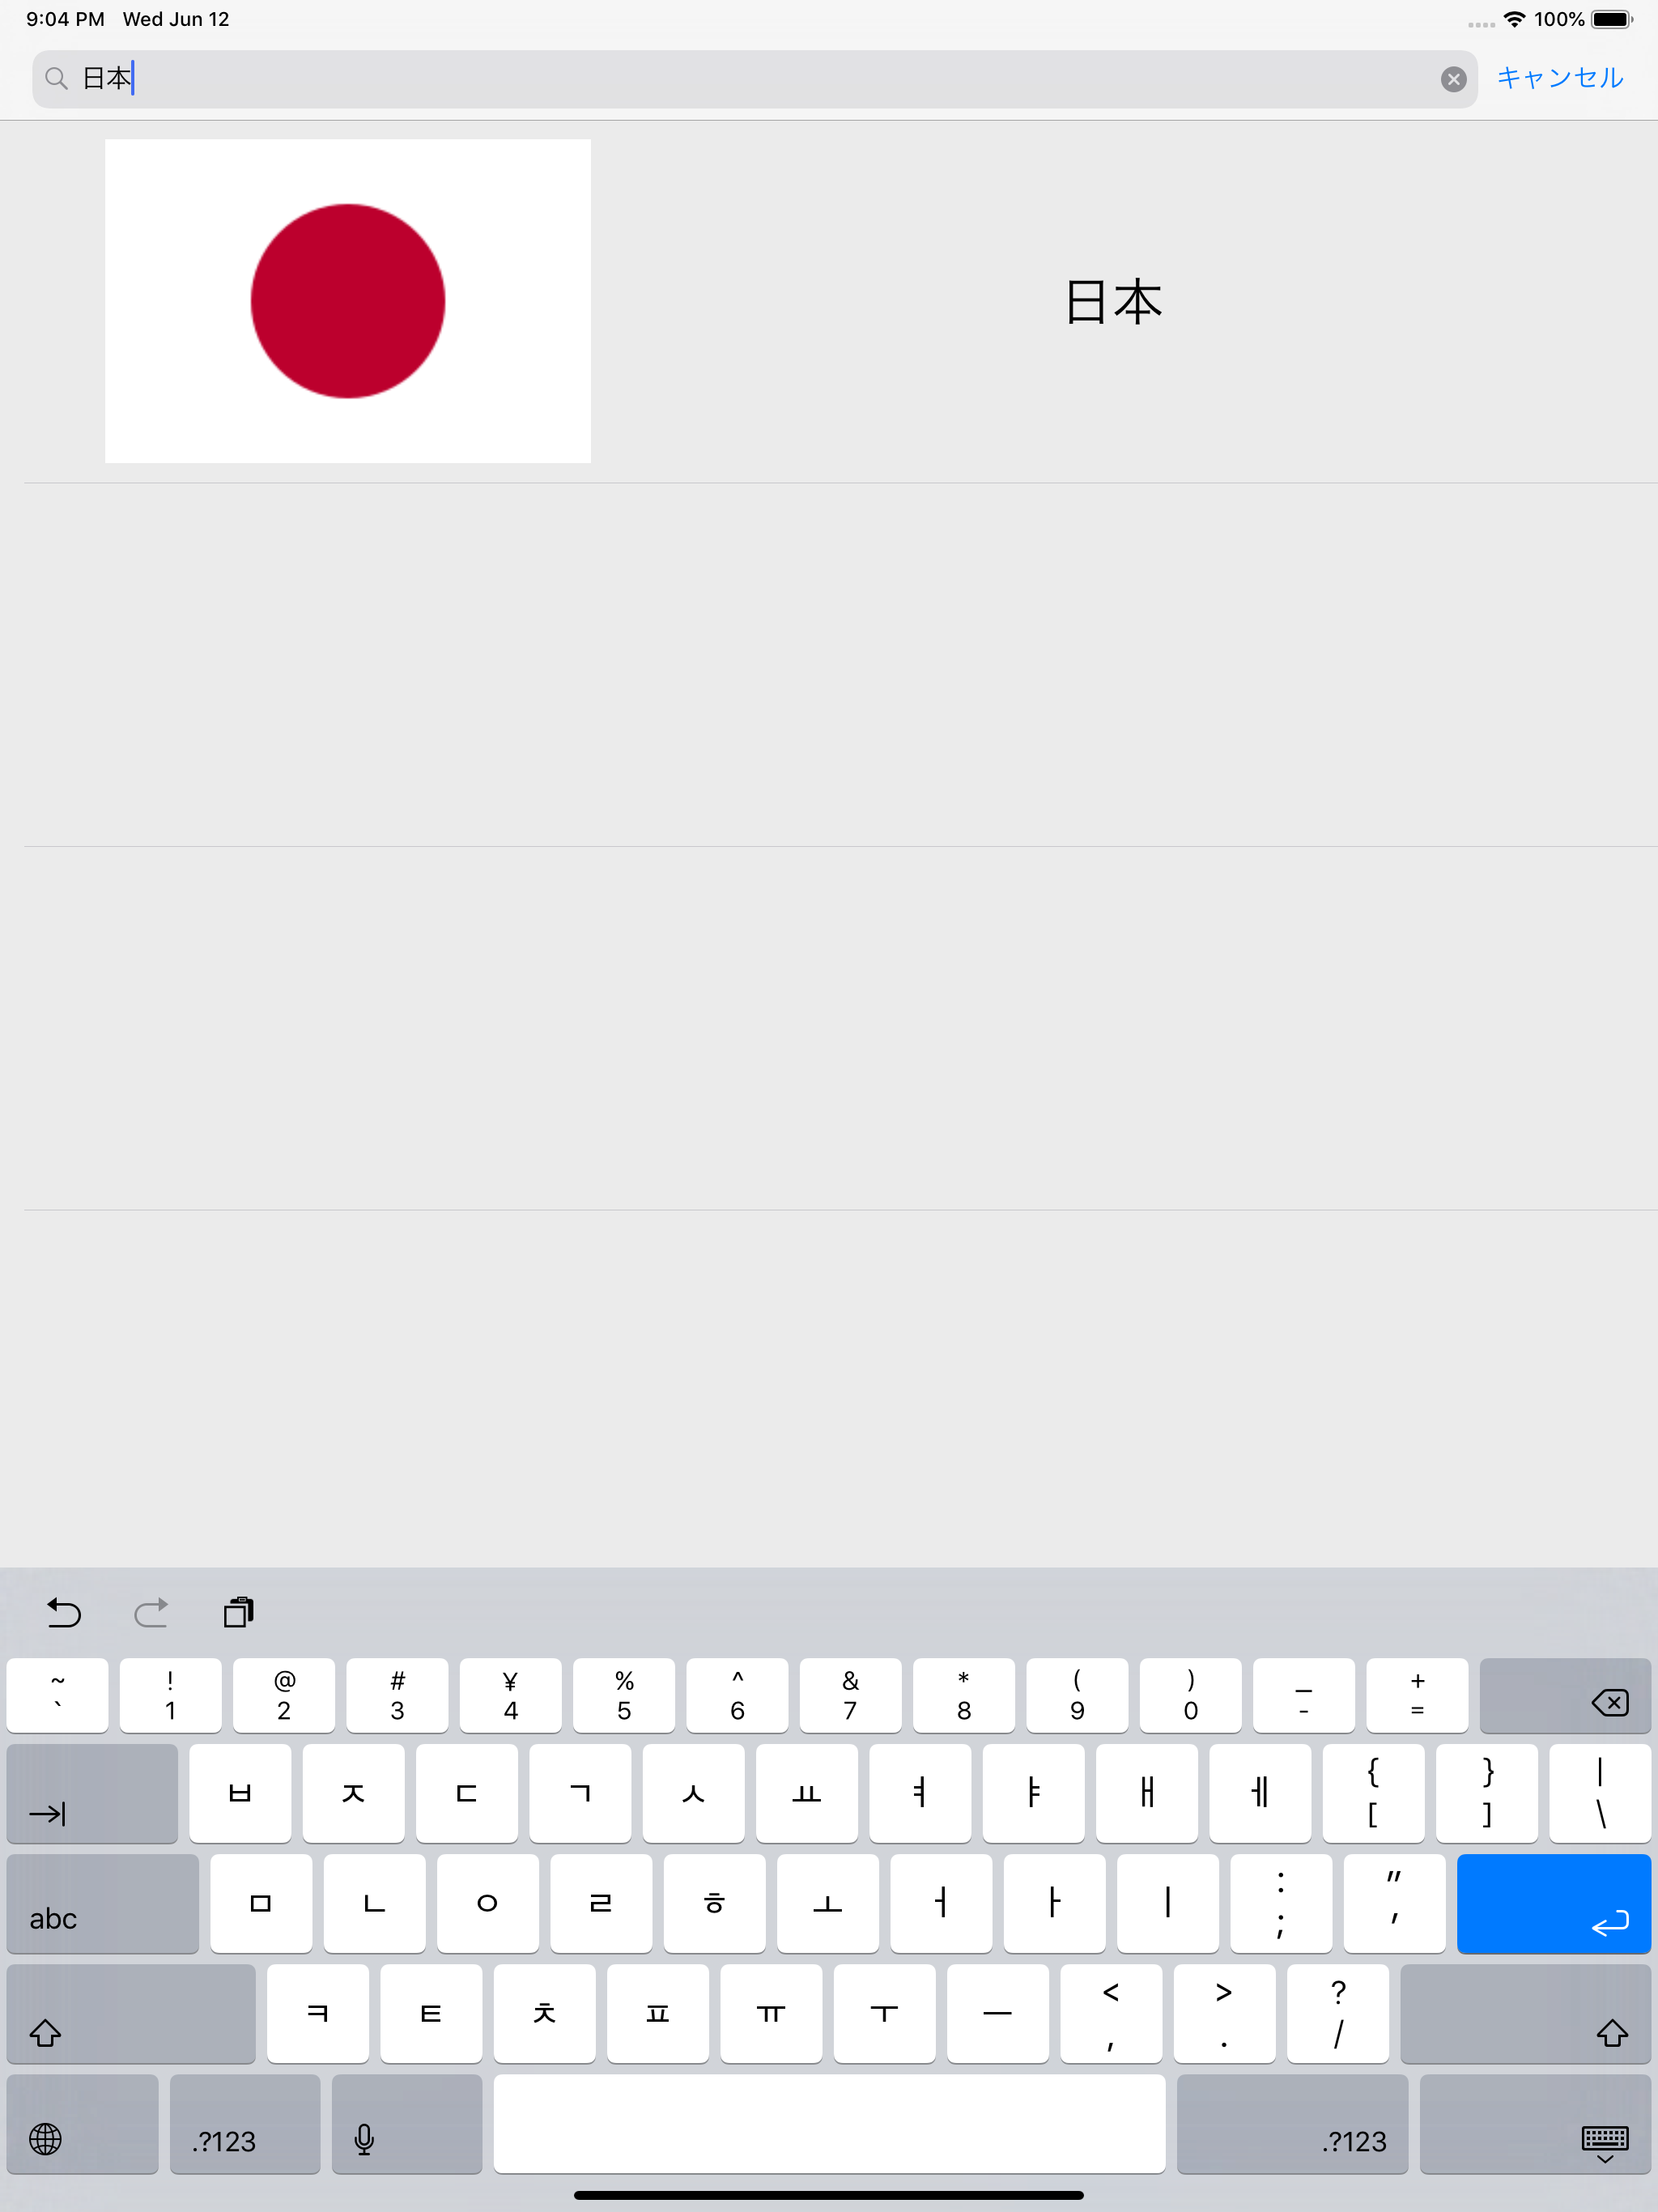 9:04 PM Wed Jun 12 100%
日本 キャンセル
日本
~ ! @ # ¥ % ^ & * ( ) _ +
` 1 2 3 4 5 6 7 8 9 0 - =
ㅂ ㅈ ㄷ ㄱ ㅅ ㅛ ㅕ ㅑ ㅐ ㅔ { } |
[ ] \
abc ㅁ ㄴ ㅇ ㄹ ㅎ ㅗ ㅓ ㅏ ㅣ : "
; '
ㅋ ㅌ ㅊ ㅍ ㅠ ㅜ ㅡ < > ?
, . /
.?123 .?123